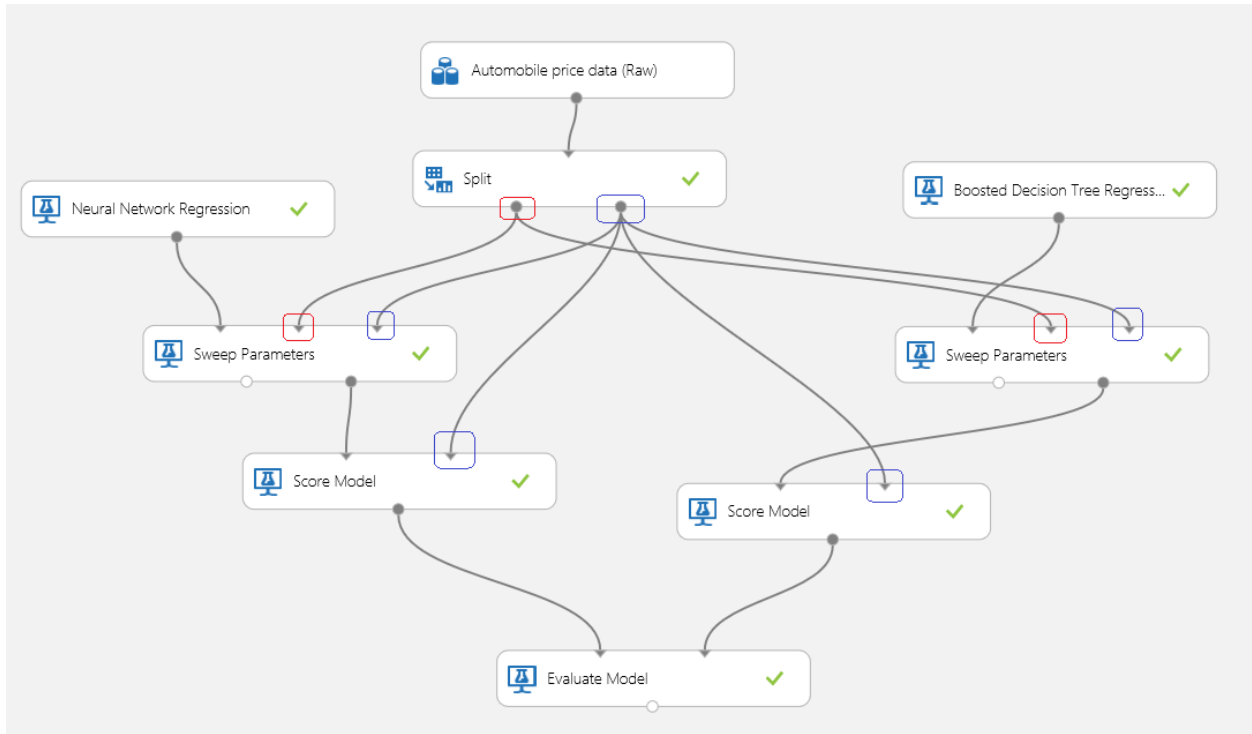 Automobile price data (Raw)
Split
Neural Network Regression
Boosted Decision Tree Regress...
Sweep Parameters
Sweep Parameters
Score Model
Score Model
Evaluate Model